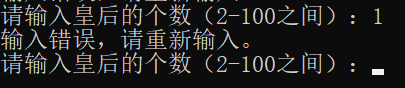 请输入皇后的个数（2-100之间）：1
输入错误，请重新输入。
请输入皇后的个数（2-100之间）：